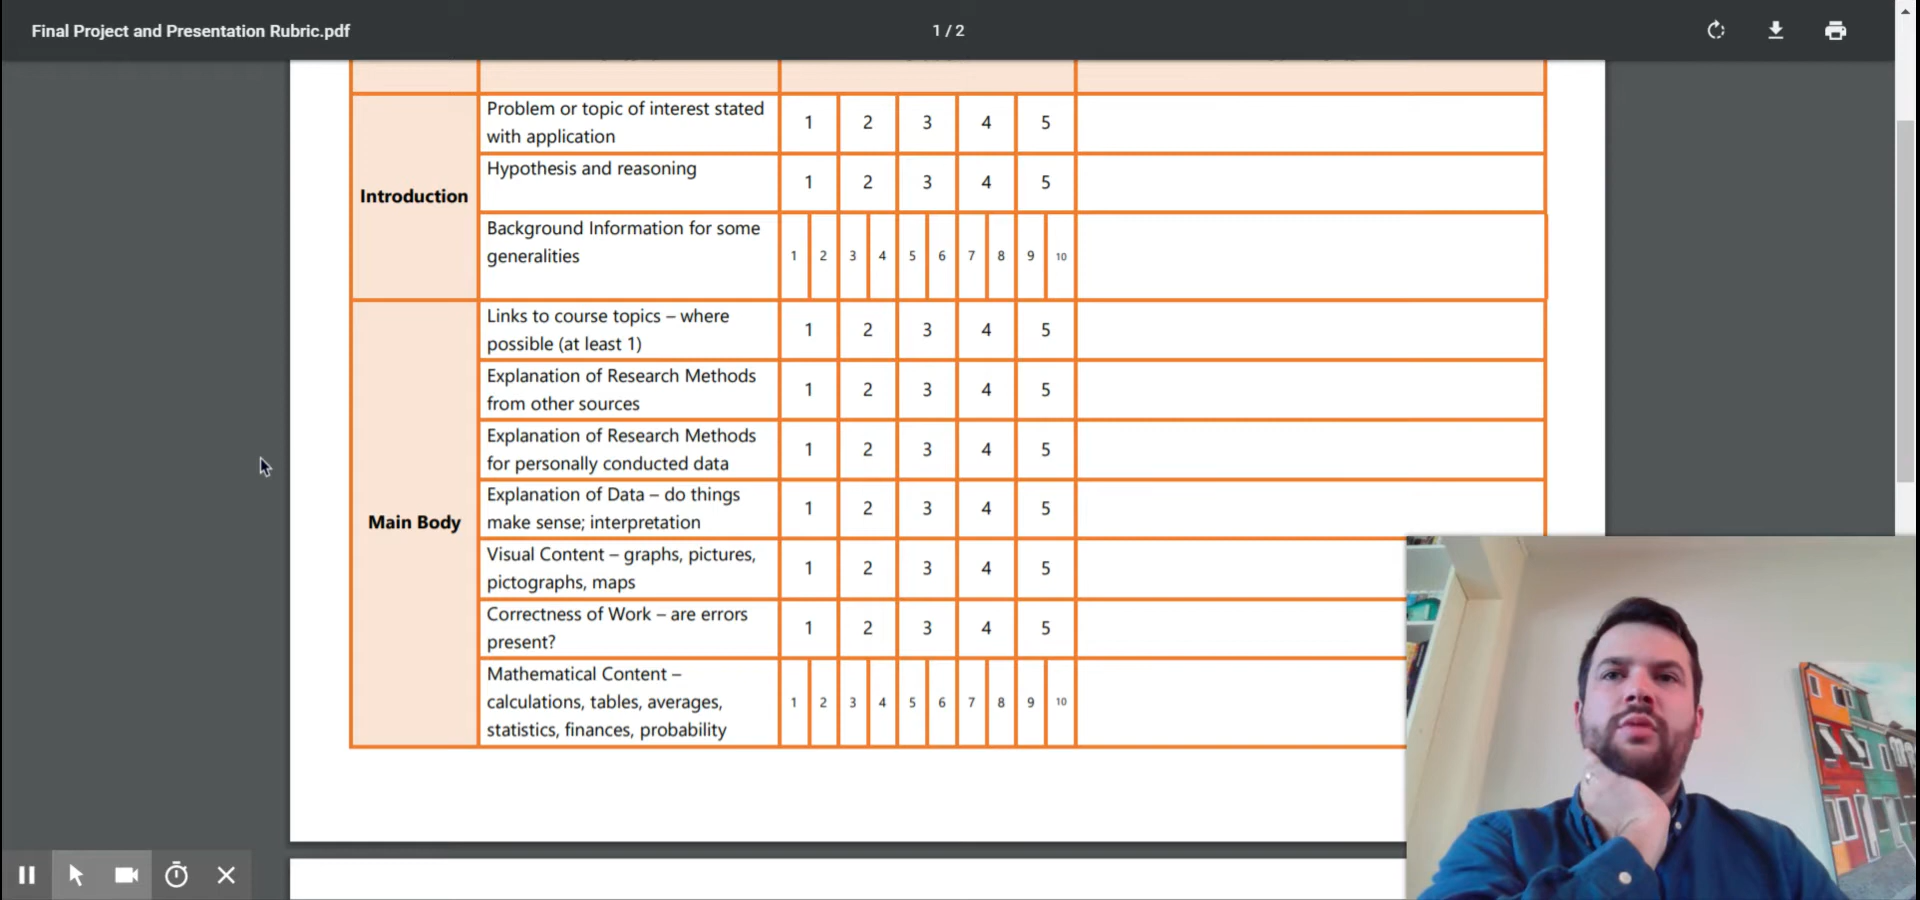 Final Project and Presentation Rubric.pdf
1 / 2
Problem or topic of interest stated
with application
1 2 3 4 5
Introduction
Hypothesis and reasoning
1 2 3 4 5
Background Information for some
generalities
1 2 3 4 5 6 7 8 9 10
Main Body
Links to course topics – where
possible (at least 1)
1 2 3 4 5
Explanation of Research Methods
from other sources
1 2 3 4 5
Explanation of Research Methods
for personally conducted data
1 2 3 4 5
Explanation of Data – do things
make sense; interpretation
1 2 3 4 5
Visual Content – graphs, pictures,
pictographs, maps
1 2 3 4 5
Correctness of Work – are errors
present?
1 2 3 4 5
Mathematical Content –
calculations, tables, averages,
statistics, finances, probability
1 2 3 4 5 6 7 8 9 10